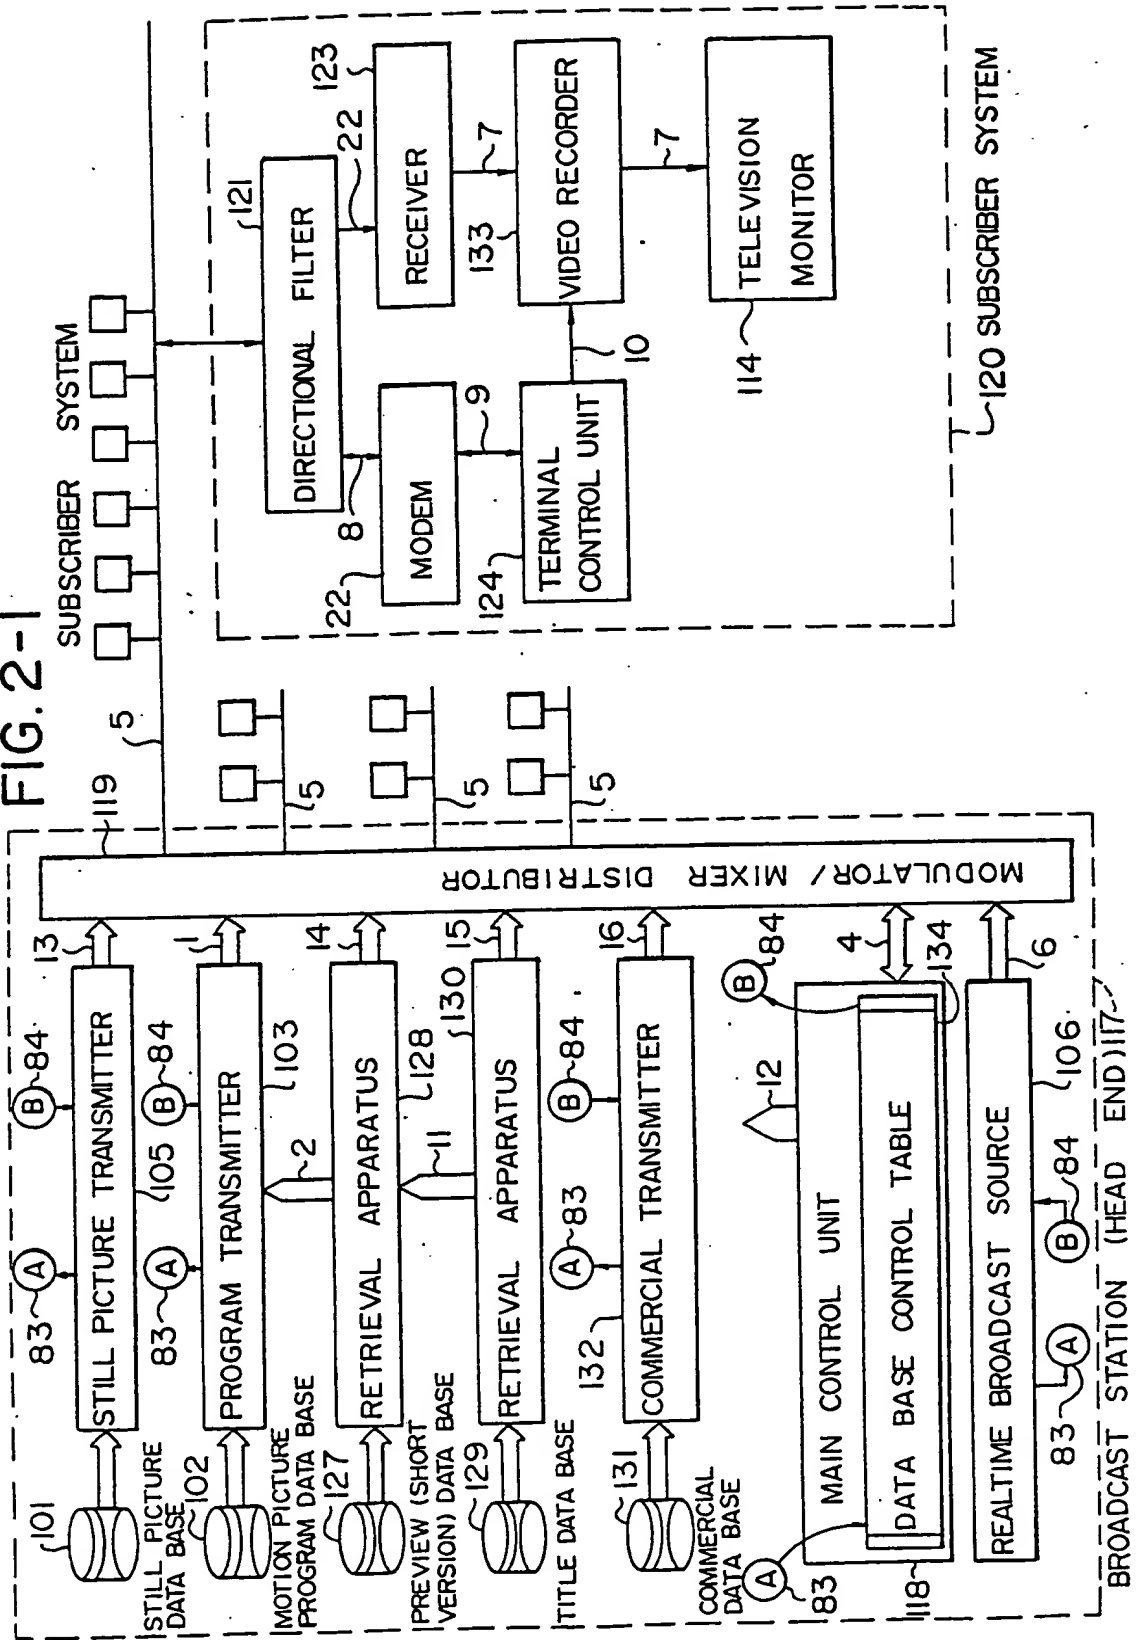 FIG. 2-1
101
STILL PICTURE
DATA BASE
83
A
B
84
STILL PICTURE TRANSMITTER
105
13
119
5
SUBSCRIBER SYSTEM
102
MOTION PICTURE
PROGRAM DATA BASE
83
A
B
84
PROGRAM TRANSMITTER
103
1
5
2
127
PREVIEW (SHORT
VERSION) DATA BASE
RETRIEVAL APPARATUS
128
14
5
11
129
TITLE DATA BASE
RETRIEVAL APPARATUS
130
15
5
131
COMMERCIAL
DATA BASE
132
A
83
B
84
COMMERCIAL TRANSMITTER
16
MODULATOR / MIXER DISTRIBUTOR
A
83
118
12
B
84
MAIN CONTROL UNIT
DATA BASE CONTROL TABLE
134
4
REALTIME BROADCAST SOURCE
106
6
83
A
B
84
BROADCAST STATION (HEAD END) 117
121
DIRECTIONAL FILTER
8
22
22
MODEM
123
RECEIVER
9
7
124
TERMINAL
CONTROL UNIT
10
133
VIDEO RECORDER
7
114
TELEVISION
MONITOR
120 SUBSCRIBER SYSTEM